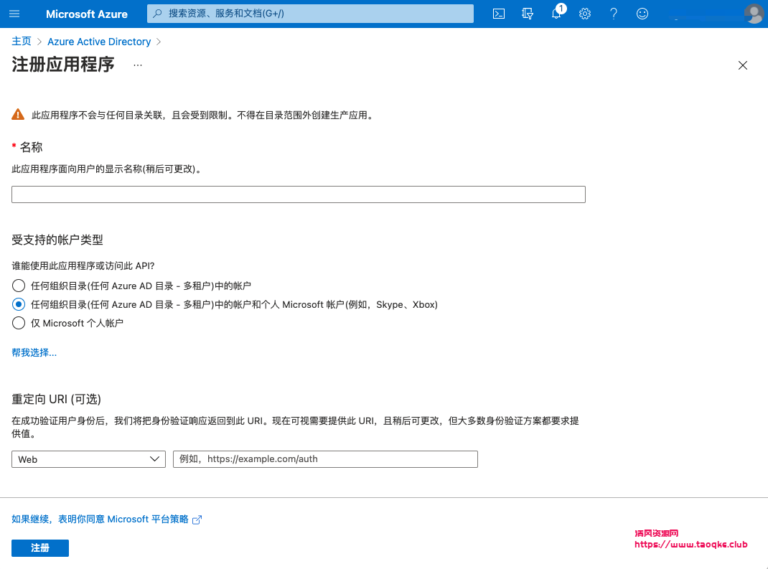 Microsoft Azure
搜索资源、服务和文档(G+/)
1
主页 > Azure Active Directory >
注册应用程序 ...
此应用程序不会与任何目录关联，且会受到限制。不得在目录范围外创建生产应用。
* 名称
此应用程序面向用户的显示名称(稍后可更改)。
受支持的帐户类型
谁能使用此应用程序或访问此 API?
任何组织目录(任何 Azure AD 目录 - 多租户)中的帐户
任何组织目录(任何 Azure AD 目录 - 多租户)中的帐户和个人 Microsoft 帐户(例如，Skype、Xbox)
仅 Microsoft 个人帐户
帮我选择...
重定向 URI (可选)
在成功验证用户身份后，我们将把身份验证响应返回到此 URI。现在可视需要提供此 URI，且稍后可更改，但大多数身份验证方案都要求提
供值。
Web
例如，https://example.com/auth
如果继续，表明你同意 Microsoft 平台策略
注册
清风资源网
https://www.taoqke.club